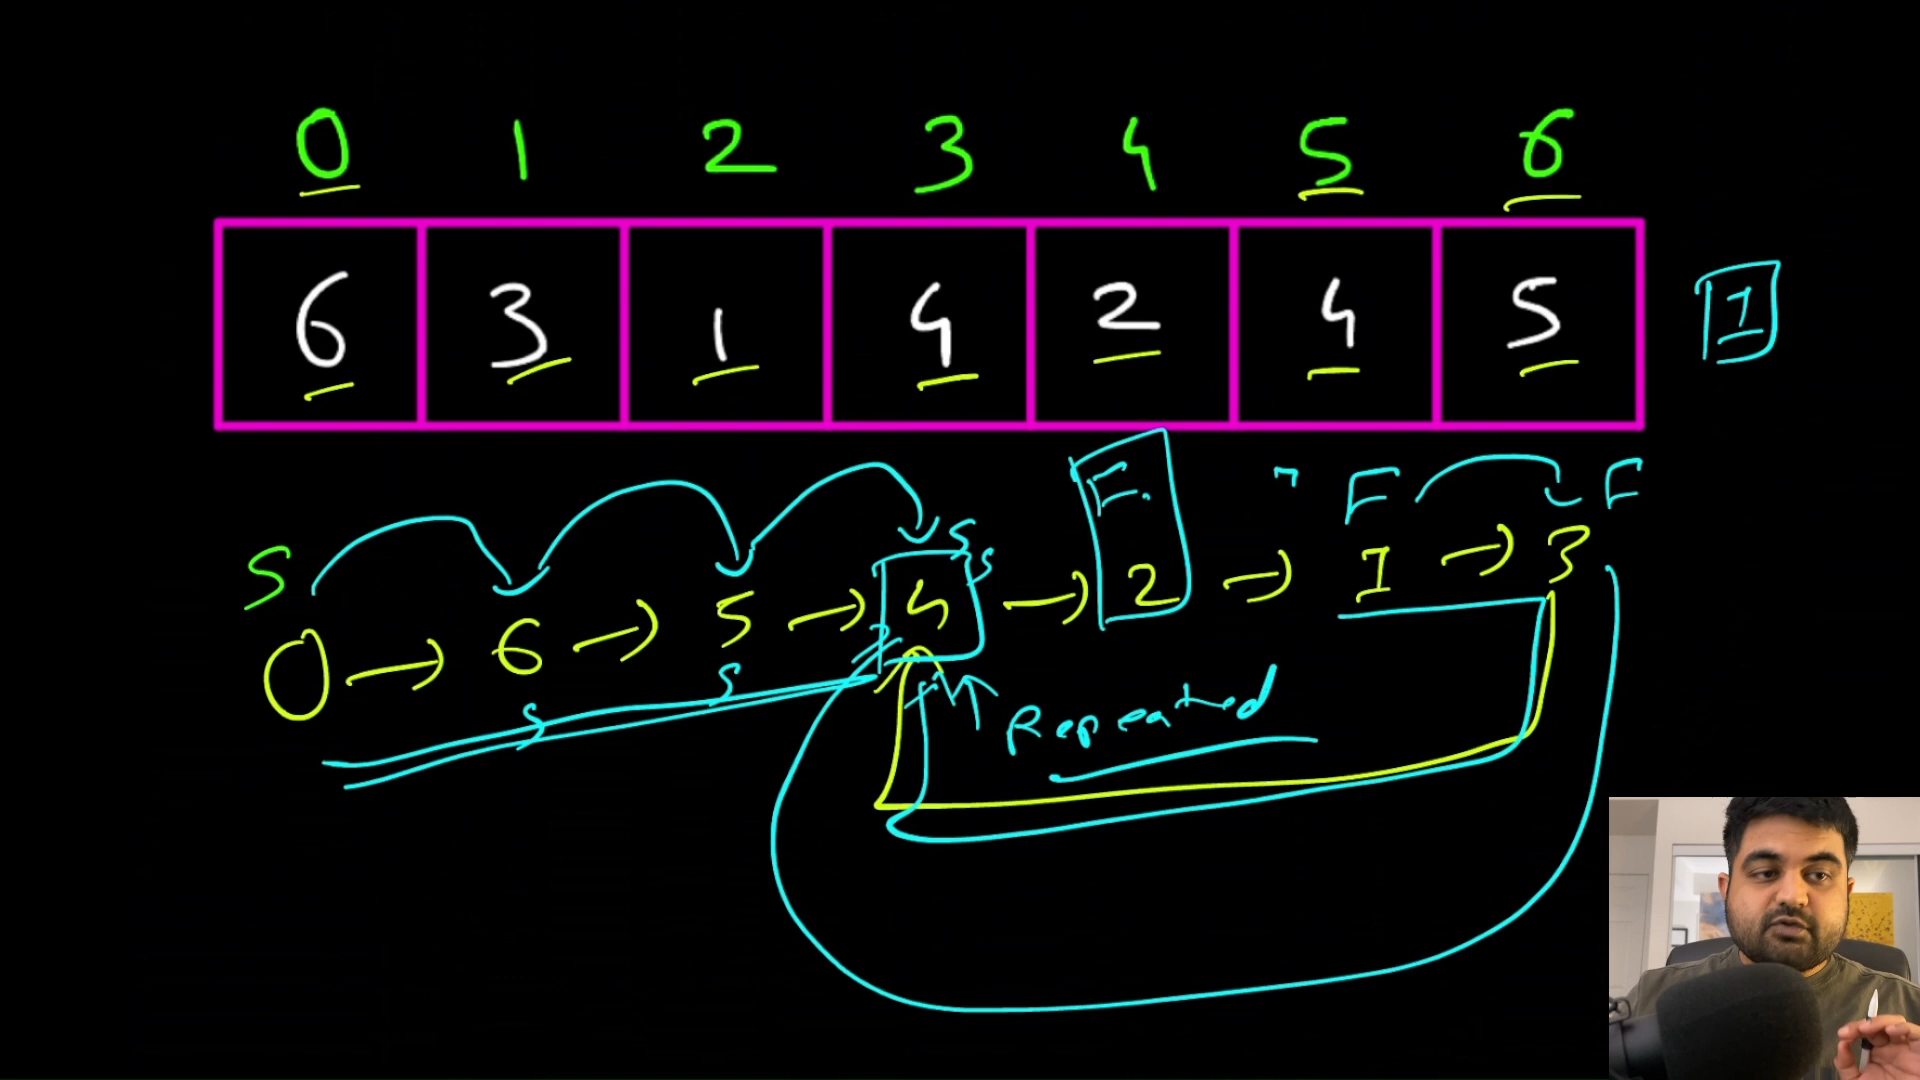 0 1 2 3 4 5 6
6 3 1 4 2 4 5
1
F. F F
S S S
0 → 6 → 5 → 4 → 2 → 1 → 3
S S
Repeated